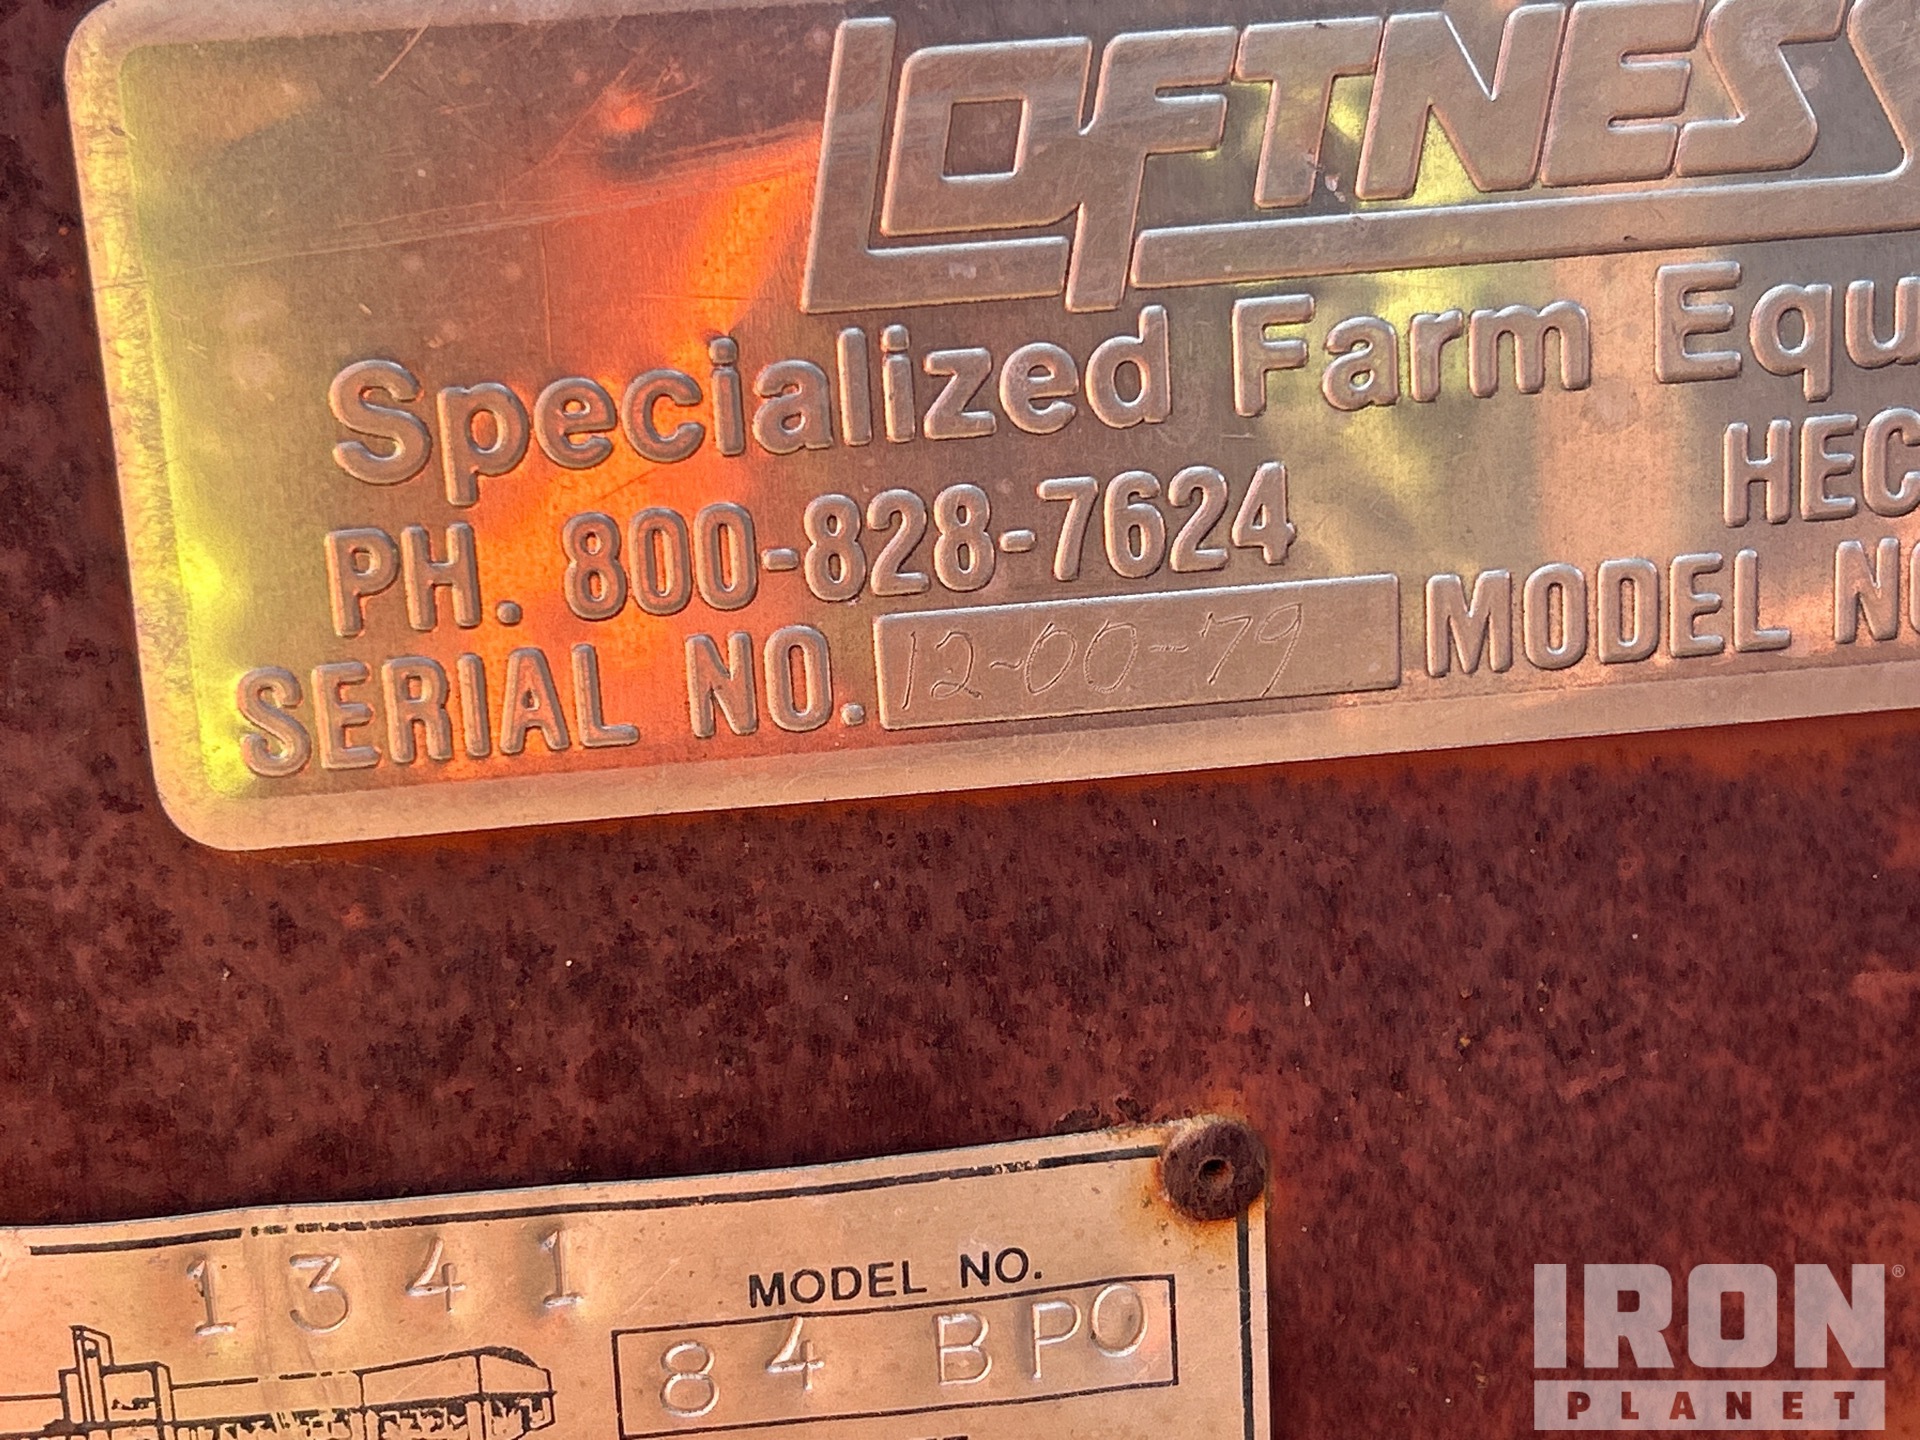 LOFTNESS
Specialized Farm Equ
HEC
PH. 800-828-7624
SERIAL NO. 12-00-79 MODEL NO
1341
MODEL NO.
84 BPO
IRON ®
PLANET